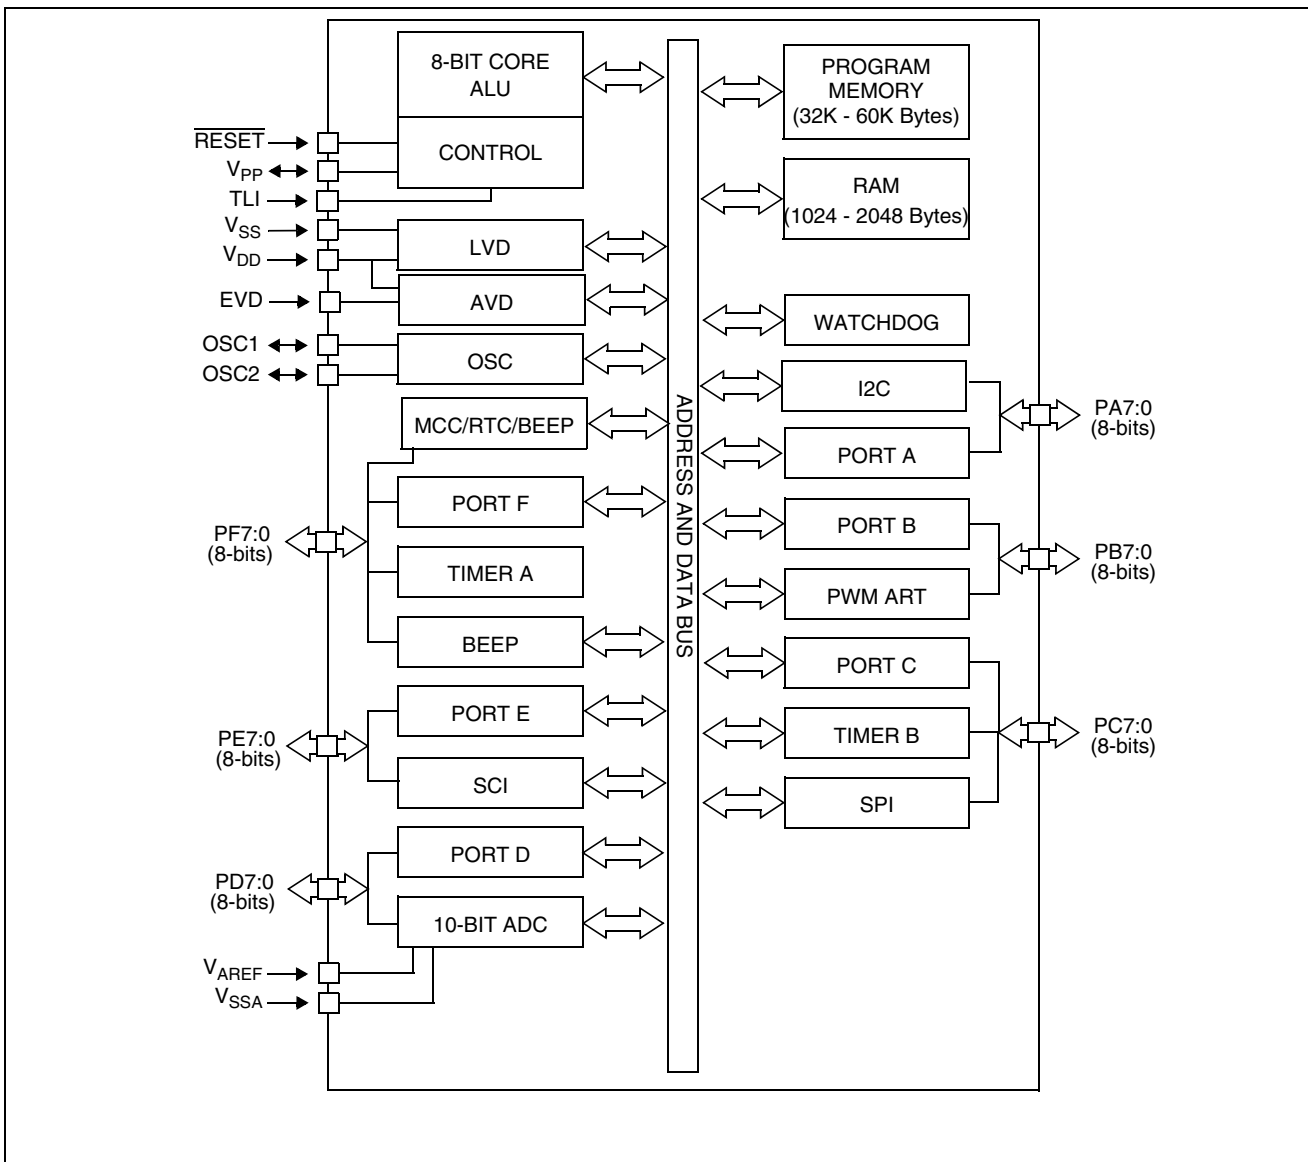 8-BIT CORE
ALU
CONTROL
RESET
VPP
TLI
VSS
VDD
EVD
OSC1
OSC2
LVD
AVD
OSC
MCC/RTC/BEEP
PORT F
TIMER A
BEEP
PF7:0
(8-bits)
PORT E
SCI
PE7:0
(8-bits)
PORT D
10-BIT ADC
PD7:0
(8-bits)
VAREF
VSSA
ADDRESS AND DATA BUS
PROGRAM
MEMORY
(32K - 60K Bytes)
RAM
(1024 - 2048 Bytes)
WATCHDOG
I2C
PORT A
PA7:0
(8-bits)
PORT B
PWM ART
PB7:0
(8-bits)
PORT C
TIMER B
SPI
PC7:0
(8-bits)